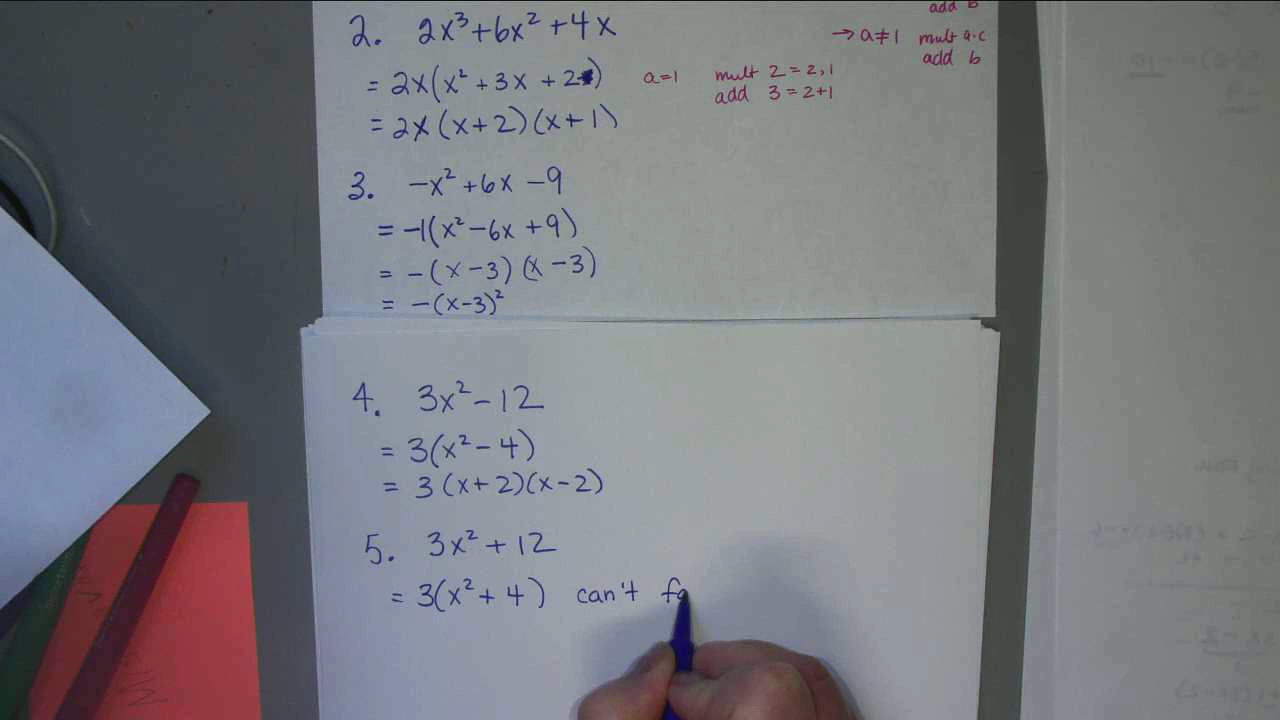 add b
2. 2x³+6x²+4x
→ a≠1 mult a·c
add b
= 2x(x²+3x+2) a=1 mult 2=2,1
add 3=2+1
= 2x(x+2)(x+1)
3. -x²+6x-9
= -1(x²-6x+9)
= -(x-3)(x-3)
= -(x-3)²
4. 3x²-12
= 3(x²-4)
= 3(x+2)(x-2)
5. 3x²+12
= 3(x²+4) can't fa